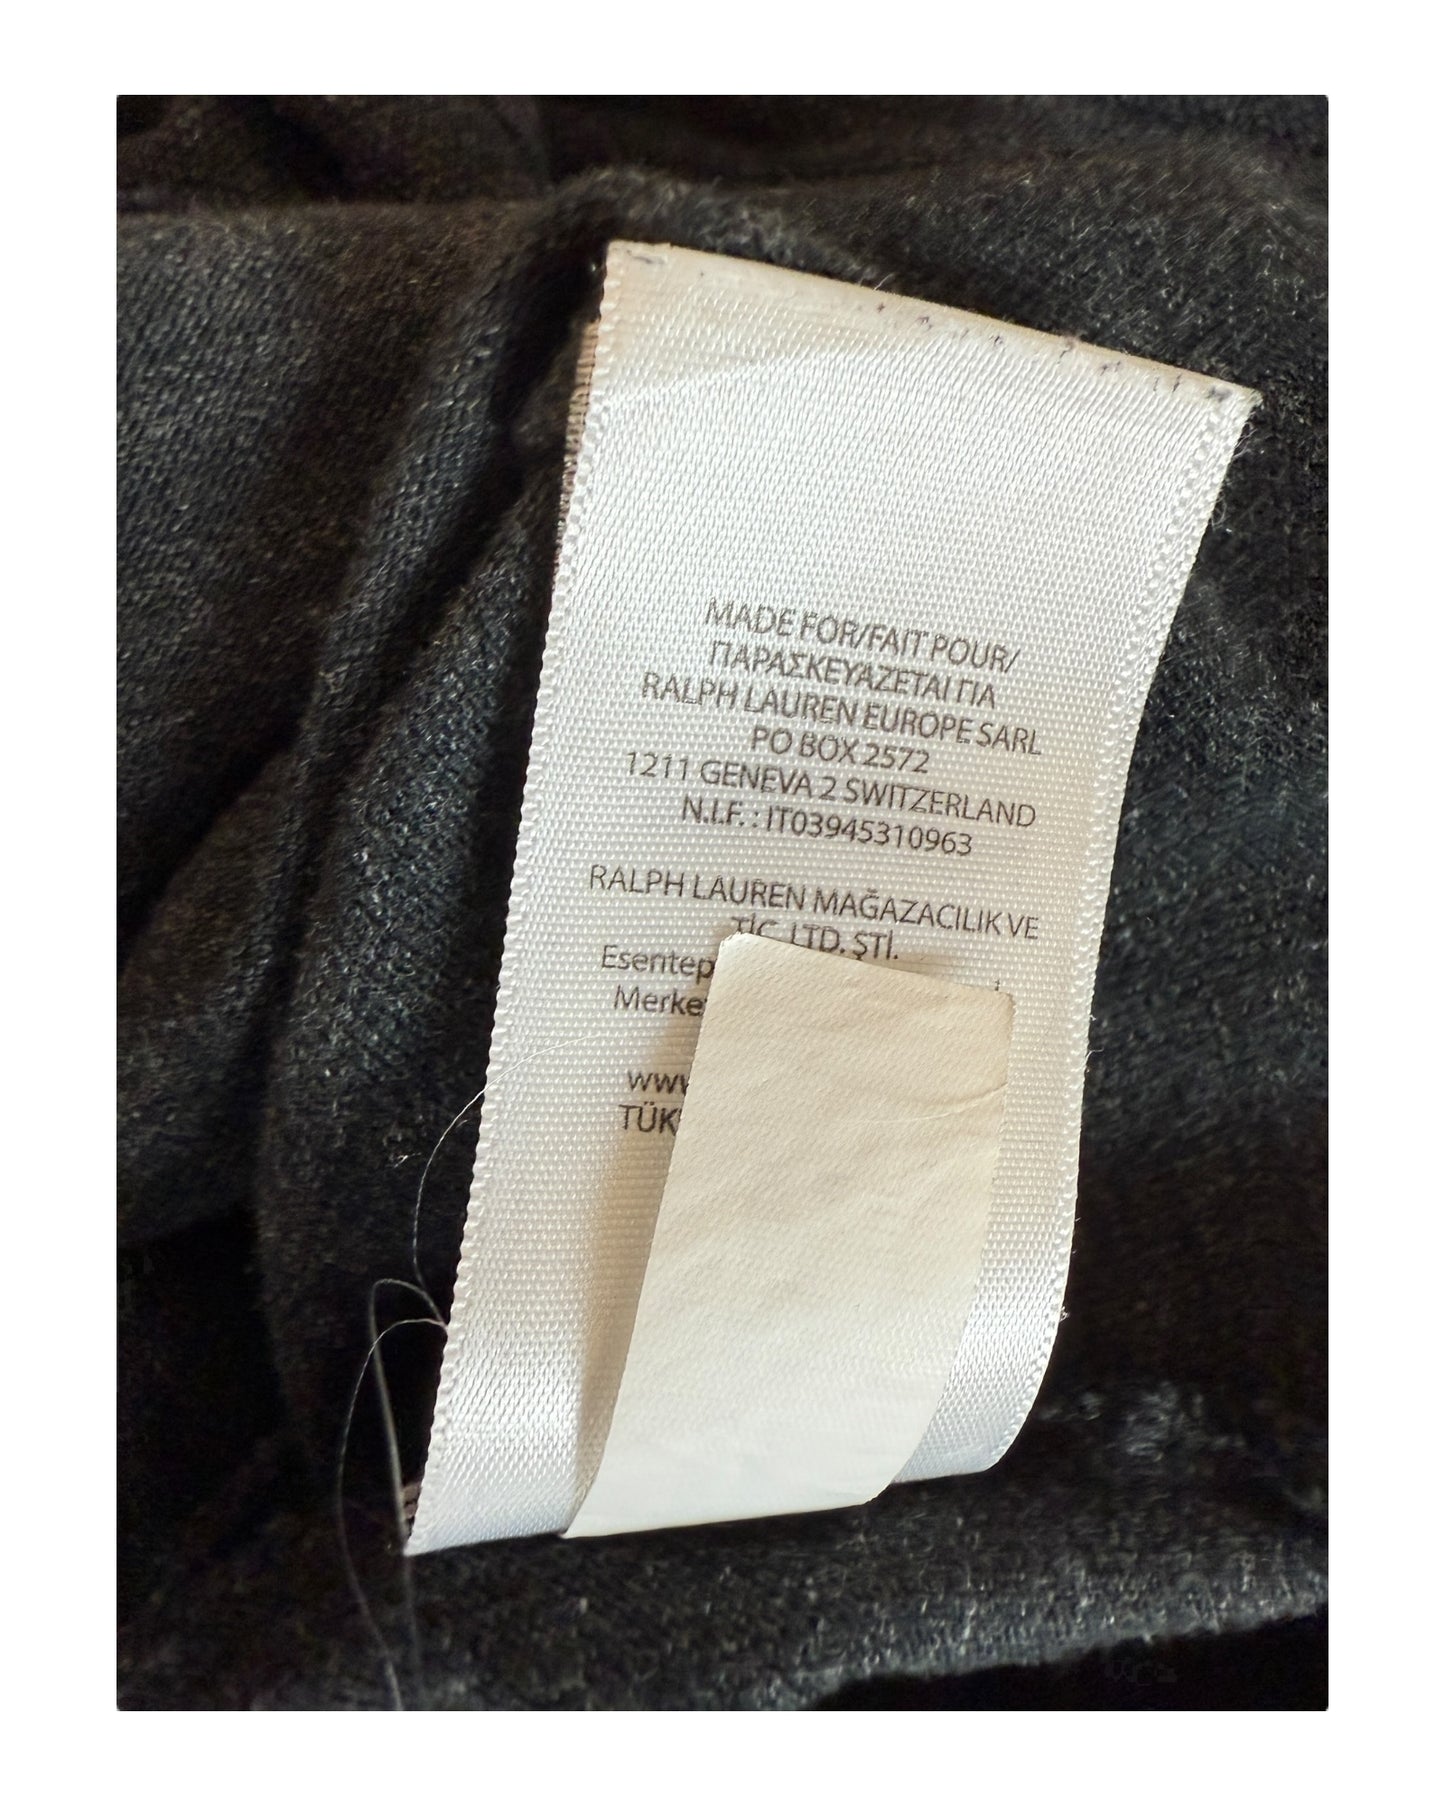 MADE FOR/FAIT POUR/
ΠΑΡΑΣΚΕΥΑΖΕΤΑΙ ΓΙΑ
RALPH LAUREN EUROPE SARL
PO BOX 2572
1211 GENEVA 2 SWITZERLAND
N.I.F. : IT03945310963
RALPH LAUREN MAĞAZACILIK VE
TİC. LTD. ŞTİ.